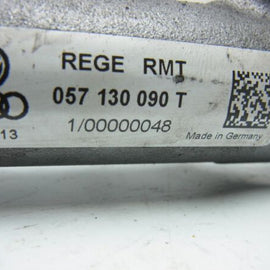 REGE RMT
057 130 090 T
13
1/00000048
Made in Germany